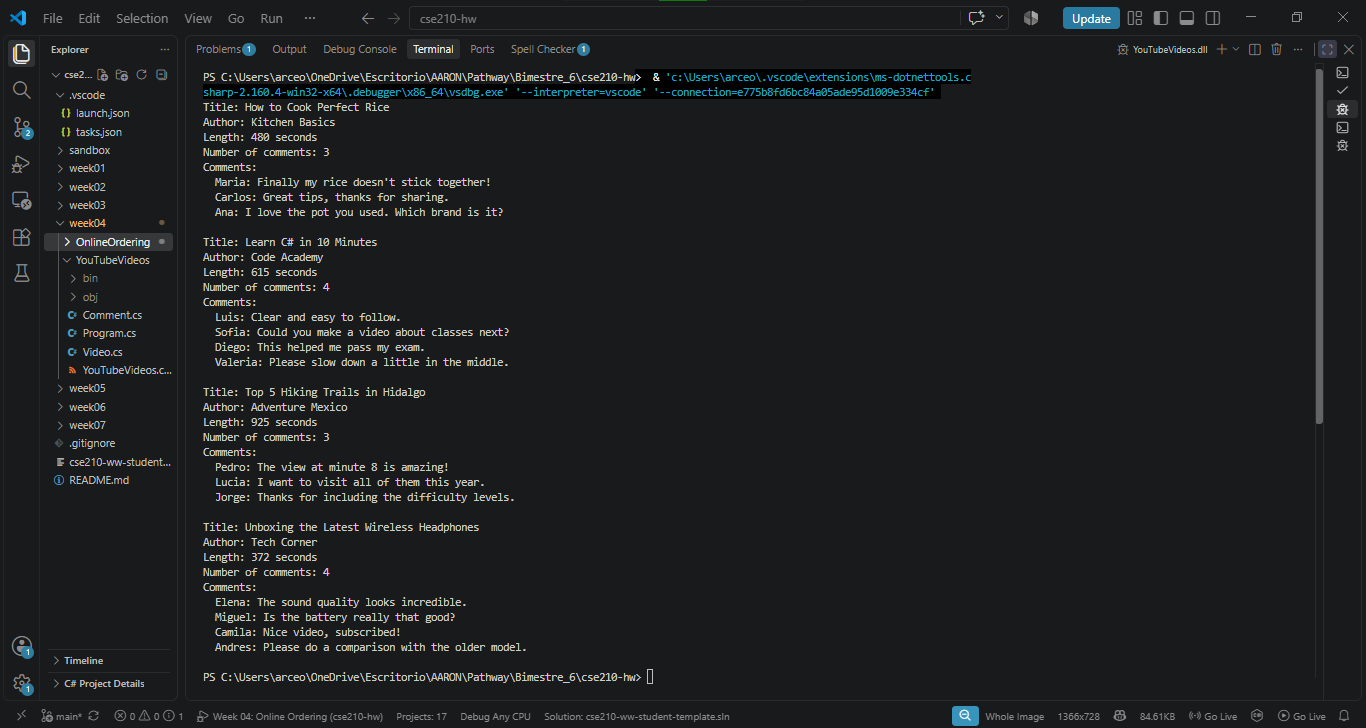 File Edit Selection View Go Run ··· cse210-hw Update
Explorer ···
Problems 1 Output Debug Console Terminal Ports Spell Checker 1 YouTubeVideos.dll
cse2...
.vscode
launch.json
tasks.json
sandbox
week01
week02
week03
week04
OnlineOrdering
YouTubeVideos
bin
obj
Comment.cs
Program.cs
Video.cs
YouTubeVideos.c...
week05
week06
week07
.gitignore
cse210-ww-student...
README.md
Timeline
C# Project Details
2
1
1
PS C:\Users\arceo\OneDrive\Escritorio\AARON\Pathway\Bimestre_6\cse210-hw> & 'c:\Users\arceo\.vscode\extensions\ms-dotnettools.c
sharp-2.160.4-win32-x64\.debugger\x86_64\vsdbg.exe' '--interpreter=vscode' '--connection=e775b8fd6bc84a05ade95d1009e334cf'
Title: How to Cook Perfect Rice
Author: Kitchen Basics
Length: 480 seconds
Number of comments: 3
Comments:
Maria: Finally my rice doesn't stick together!
Carlos: Great tips, thanks for sharing.
Ana: I love the pot you used. Which brand is it?
Title: Learn C# in 10 Minutes
Author: Code Academy
Length: 615 seconds
Number of comments: 4
Comments:
Luis: Clear and easy to follow.
Sofia: Could you make a video about classes next?
Diego: This helped me pass my exam.
Valeria: Please slow down a little in the middle.
Title: Top 5 Hiking Trails in Hidalgo
Author: Adventure Mexico
Length: 925 seconds
Number of comments: 3
Comments:
Pedro: The view at minute 8 is amazing!
Lucia: I want to visit all of them this year.
Jorge: Thanks for including the difficulty levels.
Title: Unboxing the Latest Wireless Headphones
Author: Tech Corner
Length: 372 seconds
Number of comments: 4
Comments:
Elena: The sound quality looks incredible.
Miguel: Is the battery really that good?
Camila: Nice video, subscribed!
Andres: Please do a comparison with the older model.
PS C:\Users\arceo\OneDrive\Escritorio\AARON\Pathway\Bimestre_6\cse210-hw>
main* 0 0 1 Week 04: Online Ordering (cse210-hw) Projects: 17 Debug Any CPU Solution: cse210-ww-student-template.sln Whole Image 1366x728 84.61KB Go Live Go Live